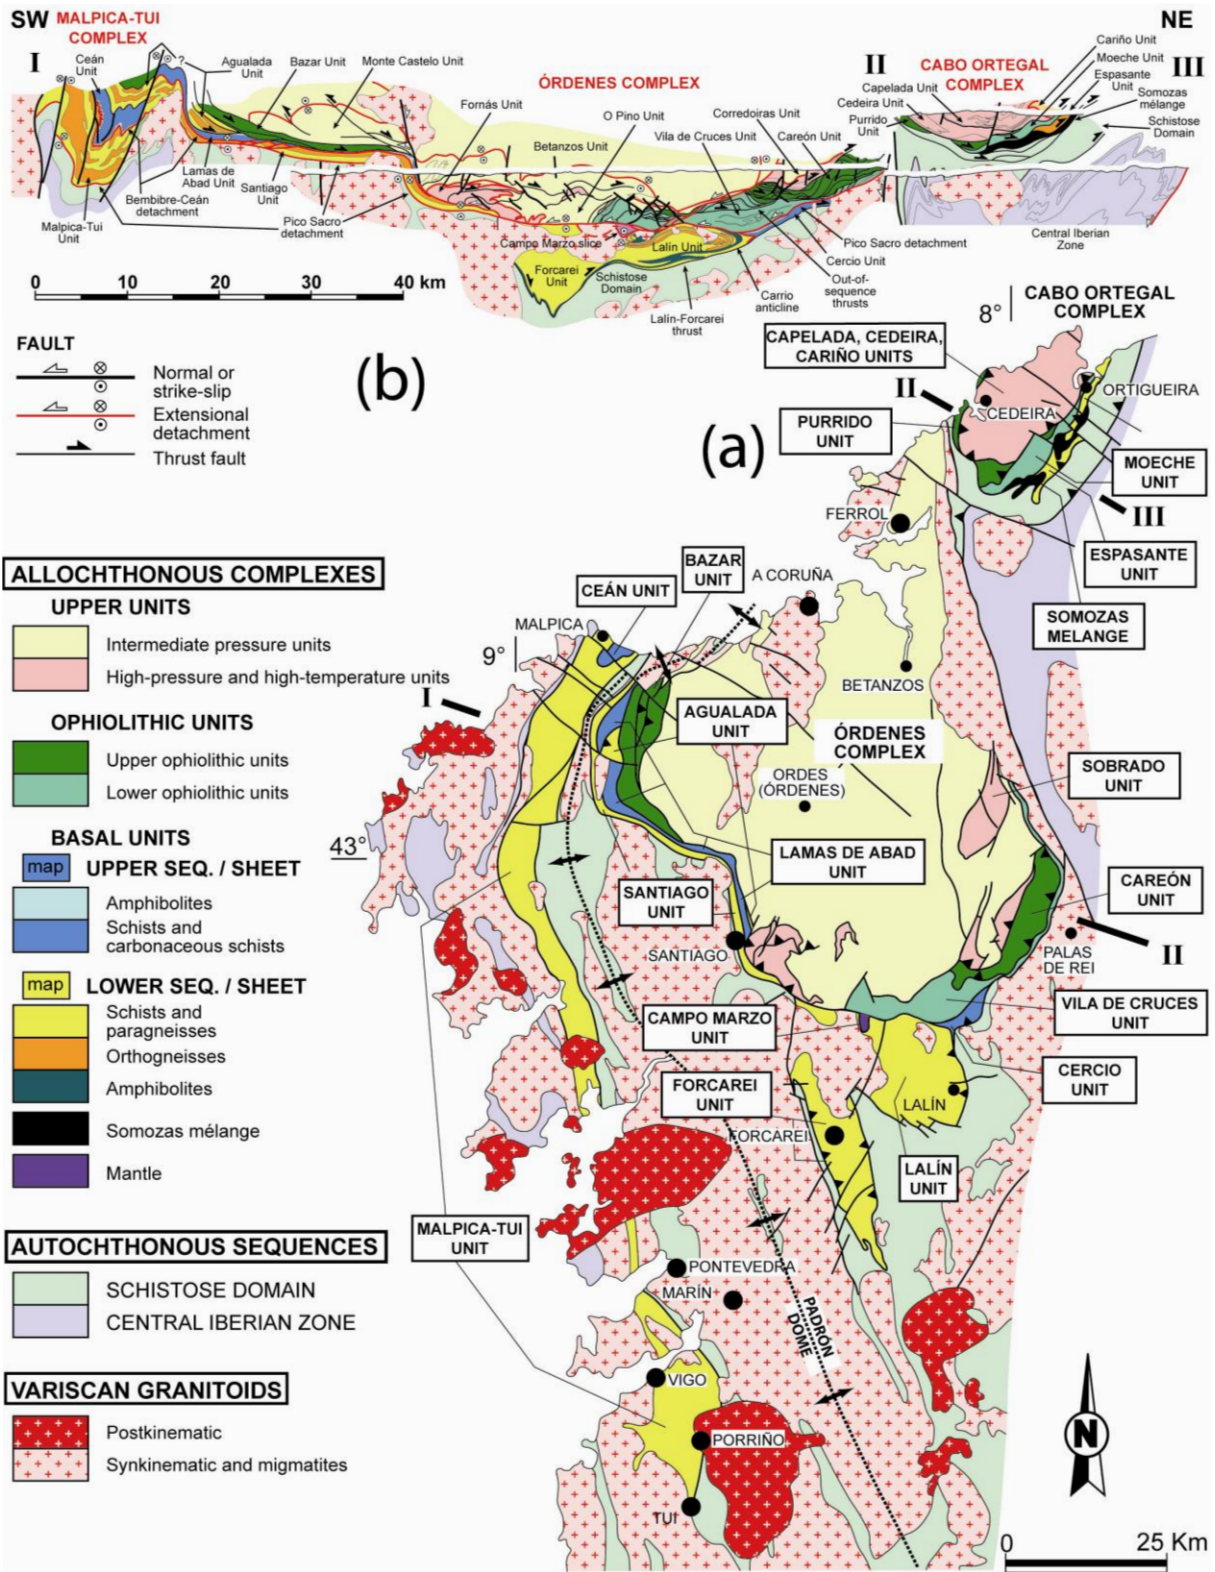 SW
NE
MALPICA-TUI
COMPLEX
I
Ceán
Unit
?
Agualada
Unit
Bazar Unit
Monte Castelo Unit
ÓRDENES COMPLEX
Fornás Unit
O Pino Unit
Betanzos Unit
Corredoiras Unit
Vila de Cruces Unit
Careón Unit
II
CABO ORTEGAL
COMPLEX
III
Cariño Unit
Moeche Unit
Espasante
Unit
Somozas
mélange
Schistose
Domain
Capelada Unit
Cedeira Unit
Purrido
Unit
Malpica-Tui
Unit
Bembibre-Ceán
detachment
Lamas de
Abad Unit
Santiago
Unit
Pico Sacro
detachment
Campo Marzo slice
Forcarei
Unit
Schistose
Domain
Lalín Unit
Lalín-Forcarei
thrust
Carrio
anticline
Out-of-
sequence
thrusts
Cercio Unit
Pico Sacro detachment
Central Iberian
Zone
0 10 20 30 40 km
FAULT
Normal or
strike-slip
Extensional
detachment
Thrust fault
(b)
(a)
8°
CABO ORTEGAL
COMPLEX
CAPELADA, CEDEIRA,
CARIÑO UNITS
II
PURRIDO
UNIT
CEDEIRA
ORTIGUEIRA
MOECHE
UNIT
III
FERROL
ESPASANTE
UNIT
SOMOZAS
MELANGE
BAZAR
UNIT
CEÁN UNIT
A CORUÑA
MALPICA
9°
I
BETANZOS
AGUALADA
UNIT
ÓRDENES
COMPLEX
ORDES
(ÓRDENES)
SOBRADO
UNIT
43°
LAMAS DE ABAD
UNIT
SANTIAGO
UNIT
CAREÓN
UNIT
SANTIAGO
PALAS
DE REI
II
CAMPO MARZO
UNIT
VILA DE CRUCES
UNIT
FORCAREI
UNIT
CERCIO
UNIT
LALÍN
FORCAREI
LALÍN
UNIT
MALPICA-TUI
UNIT
PONTEVEDRA
MARÍN
PADRÓN
DOME
VIGO
PORRIÑO
TUI
N
0 25 Km
ALLOCHTHONOUS COMPLEXES
UPPER UNITS
Intermediate pressure units
High-pressure and high-temperature units
OPHIOLITHIC UNITS
Upper ophiolithic units
Lower ophiolithic units
BASAL UNITS
map UPPER SEQ. / SHEET
Amphibolites
Schists and
carbonaceous schists
map LOWER SEQ. / SHEET
Schists and
paragneisses
Orthogneisses
Amphibolites
Somozas mélange
Mantle
AUTOCHTHONOUS SEQUENCES
SCHISTOSE DOMAIN
CENTRAL IBERIAN ZONE
VARISCAN GRANITOIDS
Postkinematic
Synkinematic and migmatites